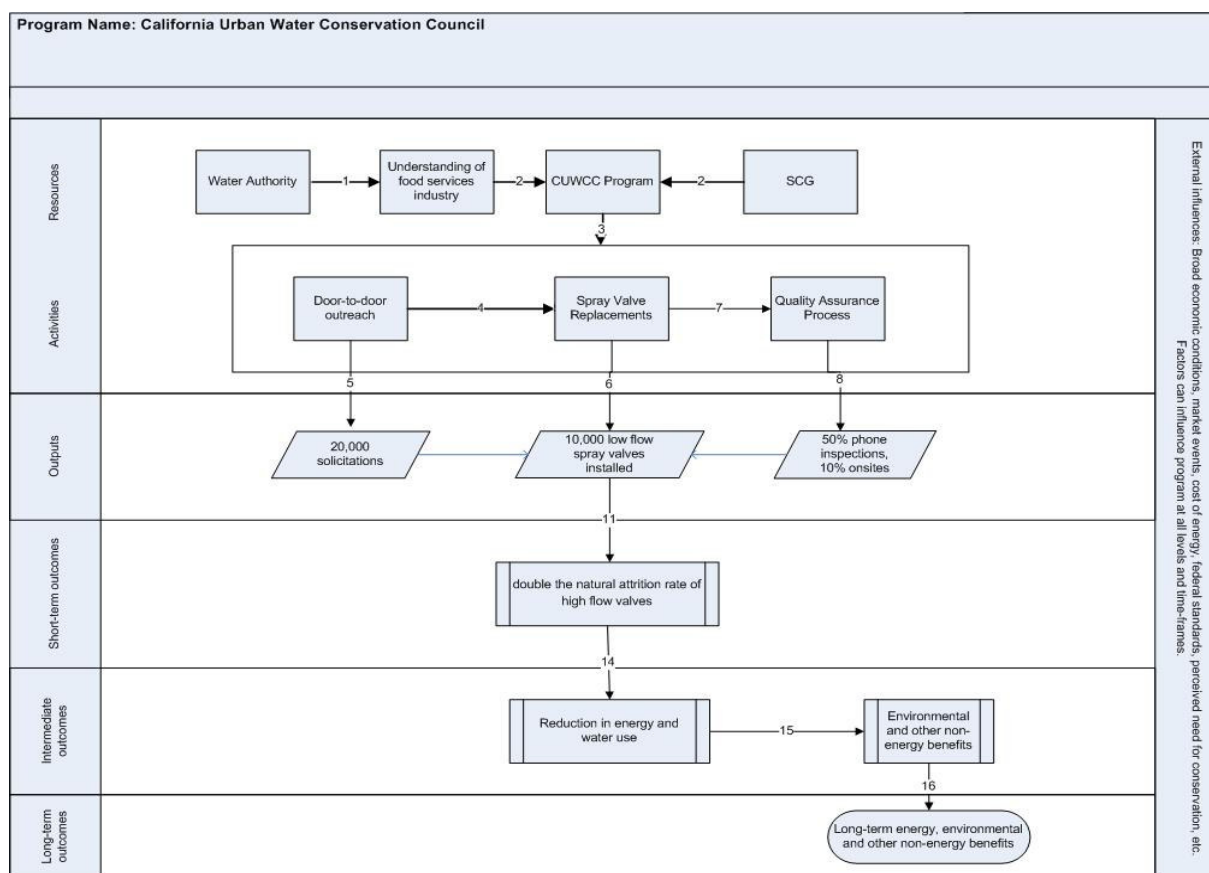 Program Name: California Urban Water Conservation Council
Resources
Water Authority
1
Understanding of
food services
industry
2
CUWCC Program
2
SCG
3
Activities
Door-to-door
outreach
4
Spray Valve
Replacements
7
Quality Assurance
Process
5
6
8
Outputs
20,000
solicitations
10,000 low flow
spray valves
installed
50% phone
inspections,
10% onsites
11
Short-term outcomes
double the natural attrition rate of
high flow valves
14
Intermediate
outcomes
Reduction in energy and
water use
15
Environmental
and other non-
energy benefits
16
Long-term
outcomes
Long-term energy, environmental
and other non-energy benefits
External influences: Broad economic conditions, market events, cost of energy, federal standards, perceived need for conservation, etc.
Factors can influence program at all levels and time-frames.